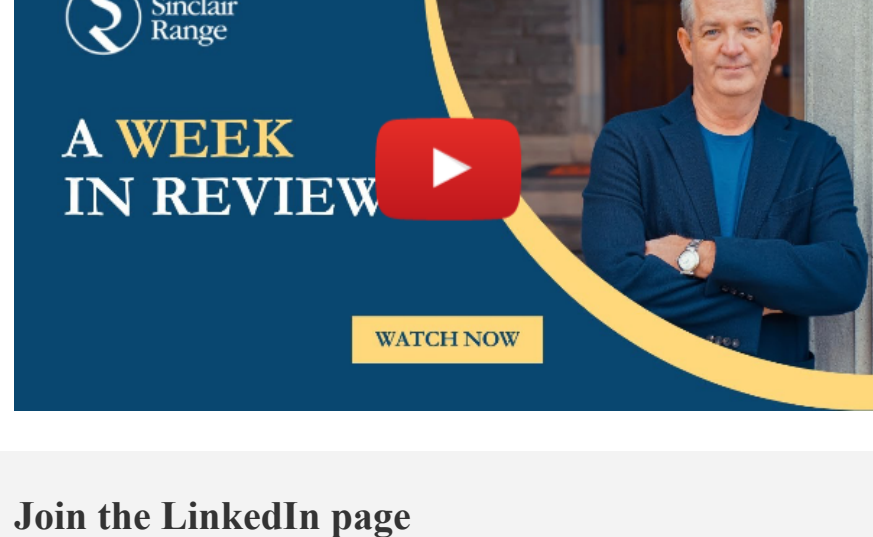 Sinclair
Range
A WEEK
IN REVIEW
WATCH NOW
Join the LinkedIn page